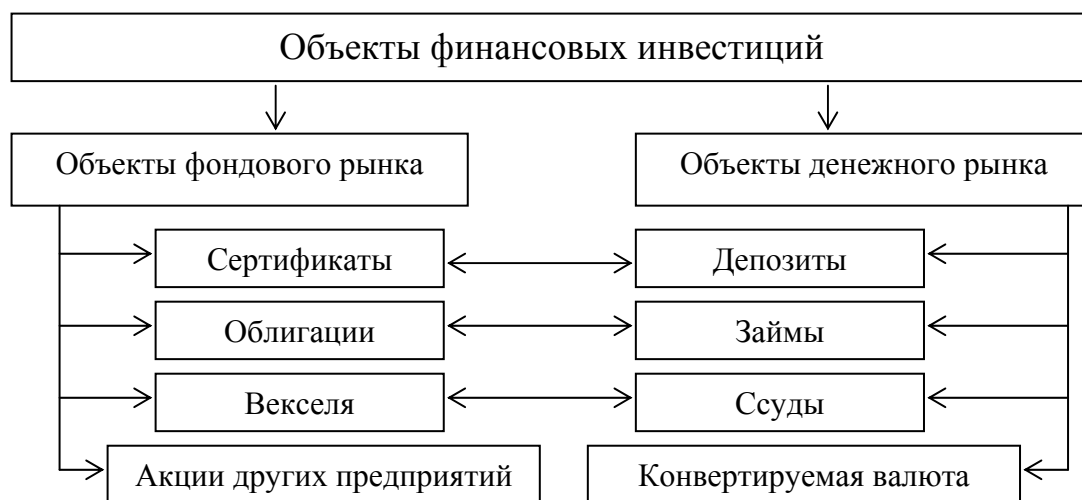 Объекты финансовых инвестиций
Объекты фондового рынка
Объекты денежного рынка
Сертификаты
Депозиты
Облигации
Займы
Векселя
Ссуды
Акции других предприятий
Конвертируемая валюта